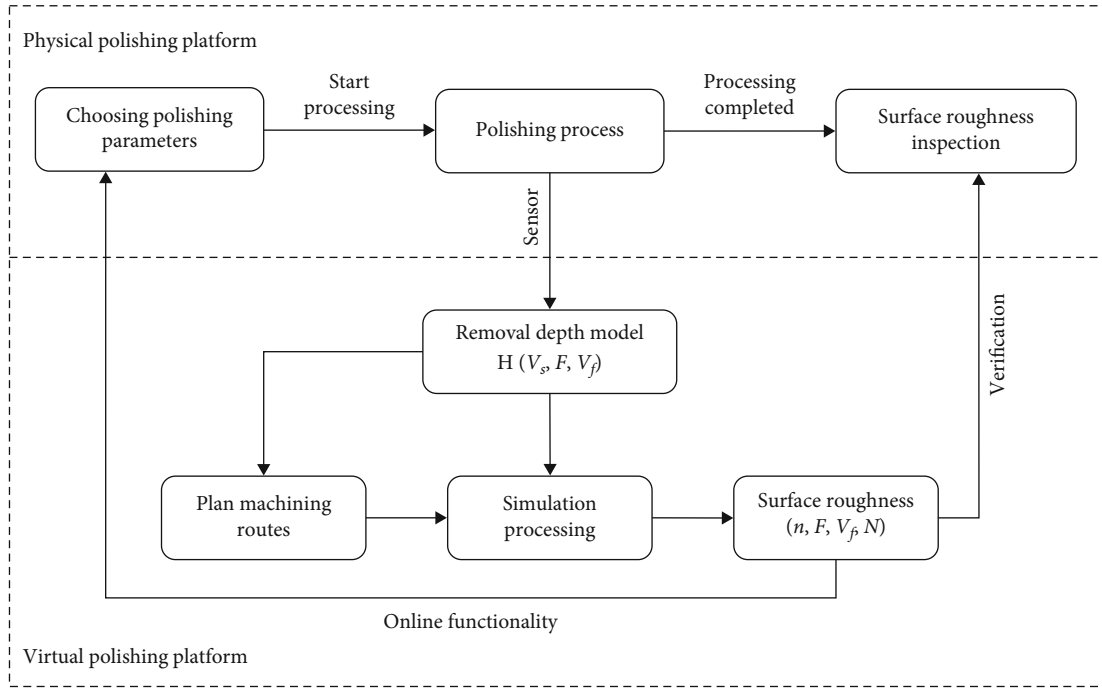 Physical polishing platform
Start
processing
Processing
completed
Choosing polishing
parameters
Polishing process
Surface roughness
inspection
Sensor
Removal depth model
H (Vs, F, Vf)
Verification
Plan machining
routes
Simulation
processing
Surface roughness
(n, F, Vf, N)
Online functionality
Virtual polishing platform